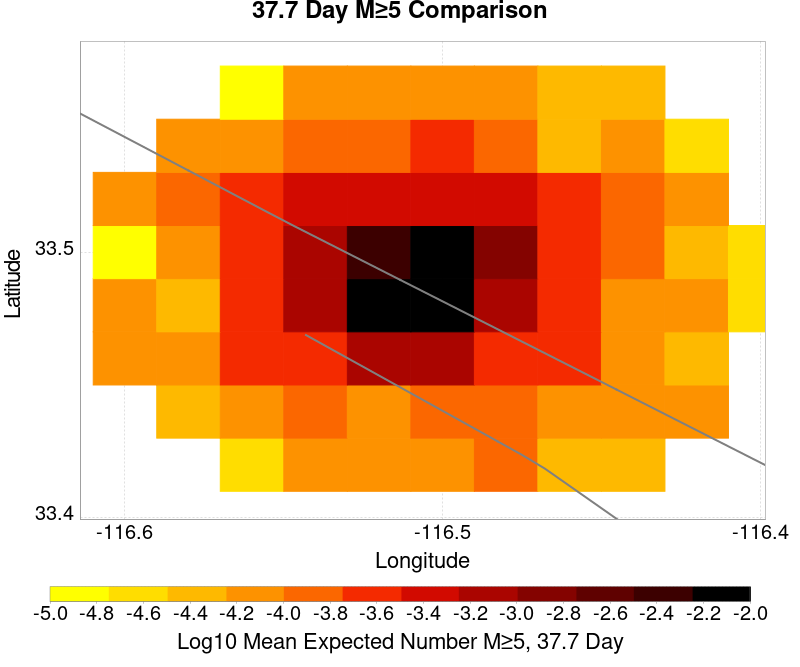 37.7 Day M≥5 Comparison
Latitude
33.5
33.4
-116.6 -116.5 -116.4
Longitude
-5.0 -4.8 -4.6 -4.4 -4.2 -4.0 -3.8 -3.6 -3.4 -3.2 -3.0 -2.8 -2.6 -2.4 -2.2 -2.0
Log10 Mean Expected Number M≥5, 37.7 Day